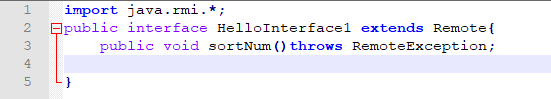 1 import java.rmi.*;
2 public interface HelloInterface1 extends Remote{
3 public void sortNum()throws RemoteException;
4
5 }